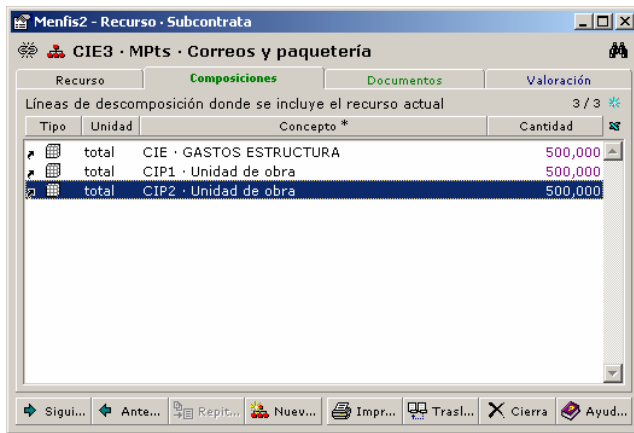 Menfis2 - Recurso · Subcontrata
CIE3 · MPts · Correos y paquetería
Recurso Composiciones Documentos Valoración
Líneas de descomposición donde se incluye el recurso actual 3 / 3
Tipo Unidad Concepto * Cantidad
total CIE · GASTOS ESTRUCTURA 500,000
total CIP1 · Unidad de obra 500,000
total CIP2 · Unidad de obra 500,000
Sigui... Ante... Repit... Nuev... Impr... Trasl... Cierra Ayud...